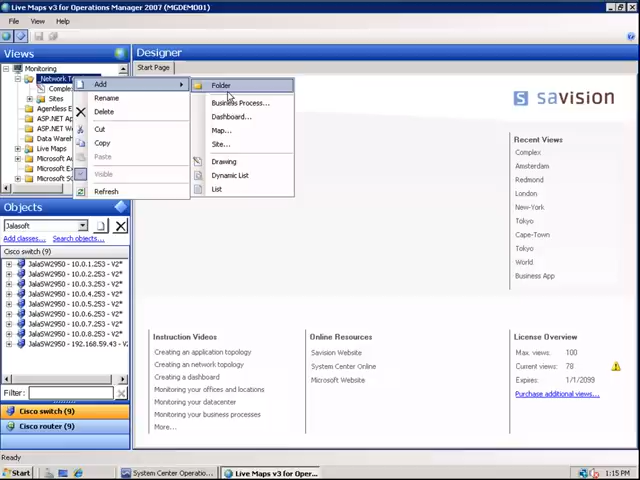 Live Maps v3 for Operations Manager 2007 (MGDEMO01)
File View Help
Views
Monitoring
_Network
Comple
Sites
Agentless E
ASP.NET Ap
ASP.NET We
Data Wareh
Live Maps
Microsoft Au
Microsoft Ex
Microsoft SQ
Add
Rename
Delete
Cut
Copy
Paste
Visible
Refresh
Folder
Business Process...
Dashboard...
Map...
Site...
Drawing
Dynamic List
List
Designer
Start Page
savision
Recent Views
Complex
Amsterdam
Redmond
London
New-York
Tokyo
Cape-Town
Tokyo
World
Business App
Objects
Jalasoft
Add classes... Search objects...
Cisco switch (9)
JalaSW2950 - 10.0.1.253 - V2*
JalaSW2950 - 10.0.2.253 - V2*
JalaSW2950 - 10.0.3.253 - V2*
JalaSW2950 - 10.0.4.253 - V2*
JalaSW2950 - 10.0.5.253 - V2*
JalaSW2950 - 10.0.6.253 - V2*
JalaSW2950 - 10.0.7.253 - V2*
JalaSW2950 - 10.0.8.253 - V2*
JalaSW2950 - 192.168.59.43 - V2*
Filter:
Cisco switch (9)
Cisco router (9)
Instruction Videos
Creating an application topology
Creating an network topology
Creating a dashboard
Monitoring your offices and locations
Monitoring your datacenter
Monitoring your business processes
More...
Online Resources
Savision Website
System Center Online
Microsoft Website
License Overview
Max. views: 100
Current views: 78
Expires: 1/1/2099
Purchase additional views...
Ready
Start
System Center Operatio...
Live Maps v3 for Oper...
1:15 PM